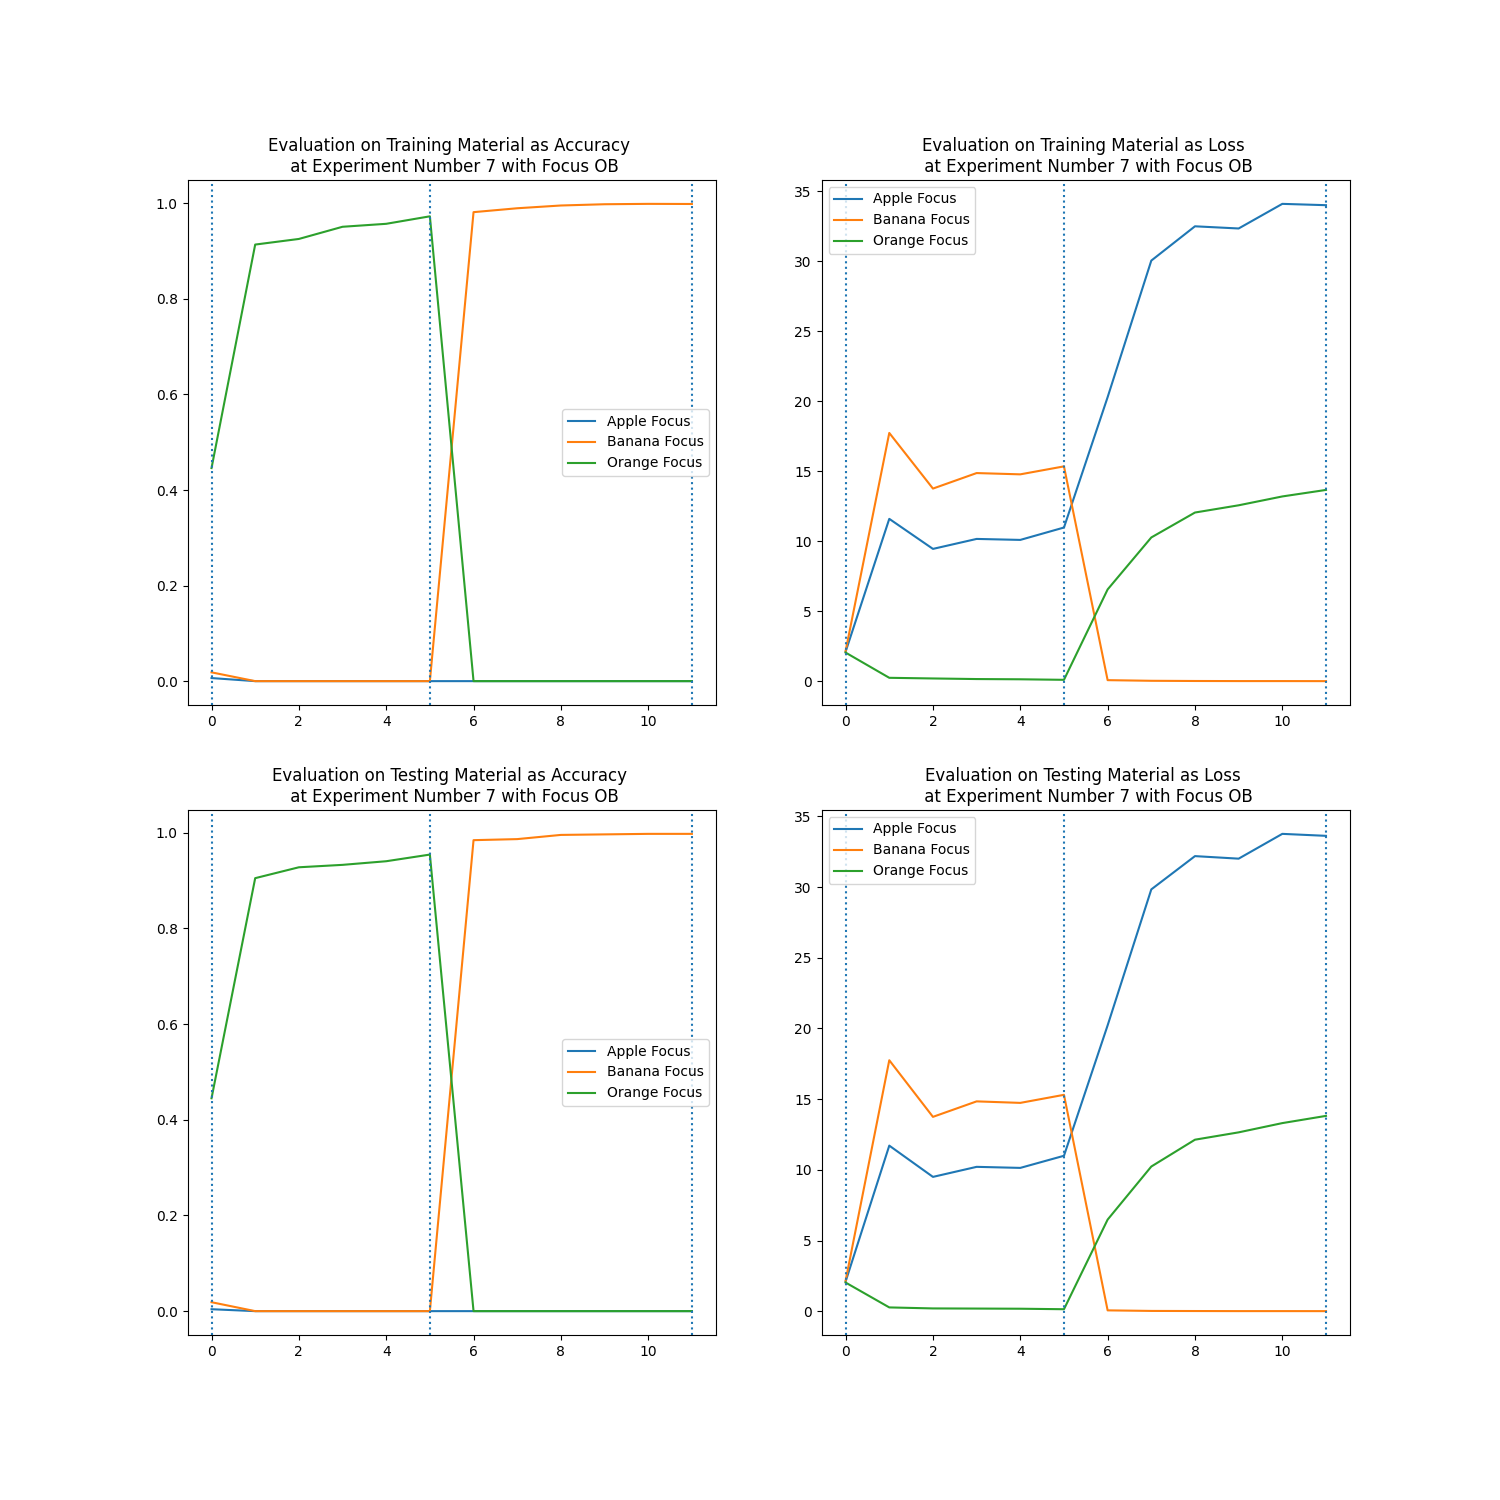 Evaluation on Training Material as Accuracy
at Experiment Number 7 with Focus OB
1.0
0.8
0.6
0.4
0.2
0.0
Apple Focus
Banana Focus
Orange Focus
0 2 4 6 8 10
Evaluation on Training Material as Loss
at Experiment Number 7 with Focus OB
35
30
25
20
15
10
5
0
Apple Focus
Banana Focus
Orange Focus
0 2 4 6 8 10
Evaluation on Testing Material as Accuracy
at Experiment Number 7 with Focus OB
1.0
0.8
0.6
0.4
0.2
0.0
Apple Focus
Banana Focus
Orange Focus
0 2 4 6 8 10
Evaluation on Testing Material as Loss
at Experiment Number 7 with Focus OB
35
30
25
20
15
10
5
0
Apple Focus
Banana Focus
Orange Focus
0 2 4 6 8 10